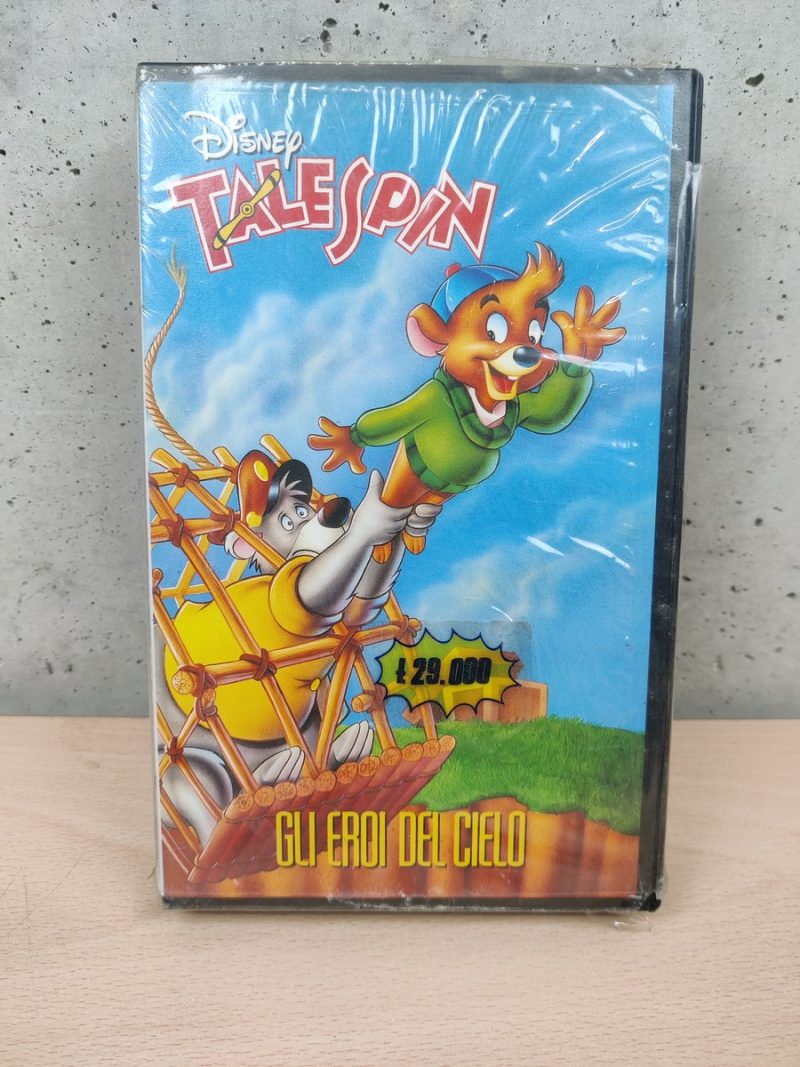 Disney
TALESPIN
£ 29.000
GLI EROI DEL CIELO